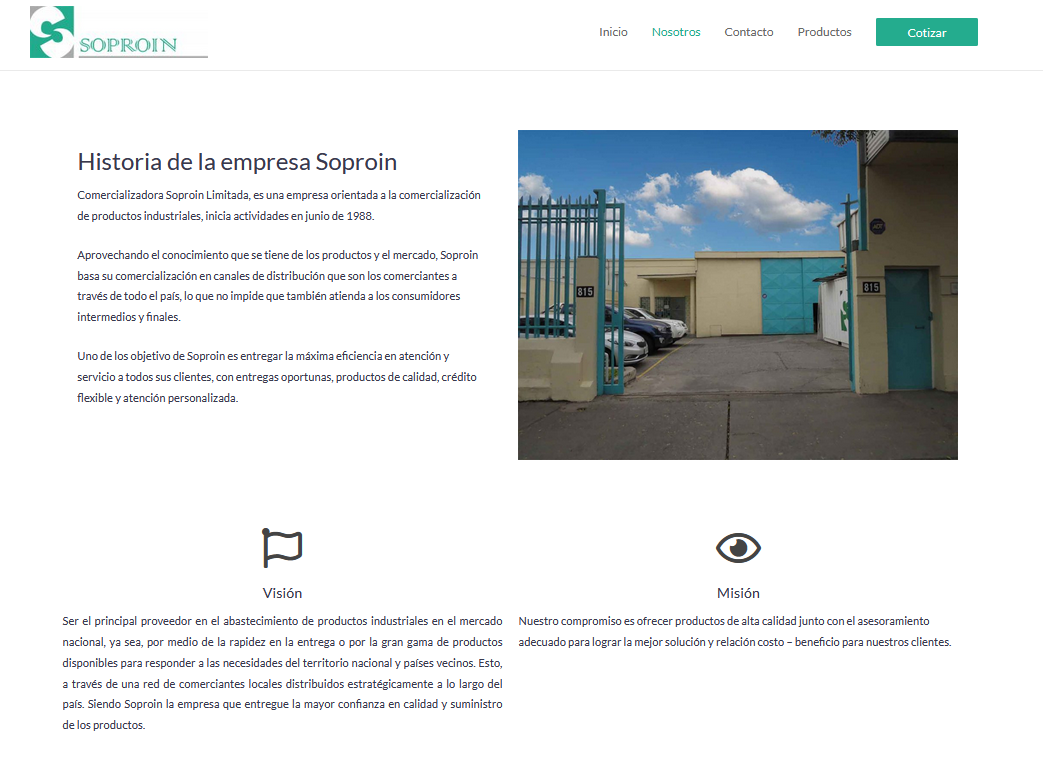 SOPROIN
Inicio
Nosotros
Contacto
Productos
Cotizar
Historia de la empresa Soproin
Comercializadora Soproin Limitada, es una empresa orientada a la comercialización
de productos industriales, inicia actividades en junio de 1988.
Aprovechando el conocimiento que se tiene de los productos y el mercado, Soproin
basa su comercialización en canales de distribución que son los comerciantes a
través de todo el país, lo que no impide que también atienda a los consumidores
intermedios y finales.
Uno de los objetivo de Soproin es entregar la máxima eficiencia en atención y
servicio a todos sus clientes, con entregas oportunas, productos de calidad, crédito
flexible y atención personalizada.
815
815
Visión
Ser el principal proveedor en el abastecimiento de productos industriales en el mercado
nacional, ya sea, por medio de la rapidez en la entrega o por la gran gama de productos
disponibles para responder a las necesidades del territorio nacional y países vecinos. Esto,
a través de una red de comerciantes locales distribuidos estratégicamente a lo largo del
país. Siendo Soproin la empresa que entregue la mayor confianza en calidad y suministro
de los productos.
Misión
Nuestro compromiso es ofrecer productos de alta calidad junto con el asesoramiento
adecuado para lograr la mejor solución y relación costo – beneficio para nuestros clientes.